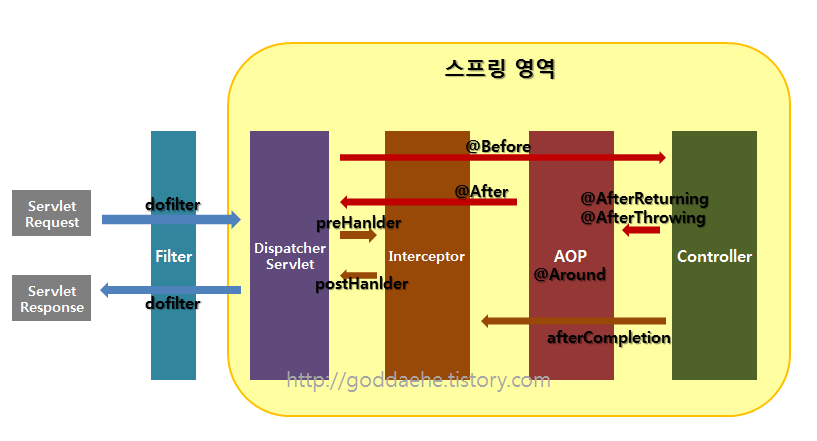 스프링 영역
@Before
@After
@AfterReturning
@AfterThrowing
Servlet
Request
dofilter
preHanlder
Filter
Dispatcher
Servlet
Interceptor
AOP
@Around
Controller
Servlet
Response
dofilter
postHanlder
afterCompletion
http://goddaehe.tistory.com